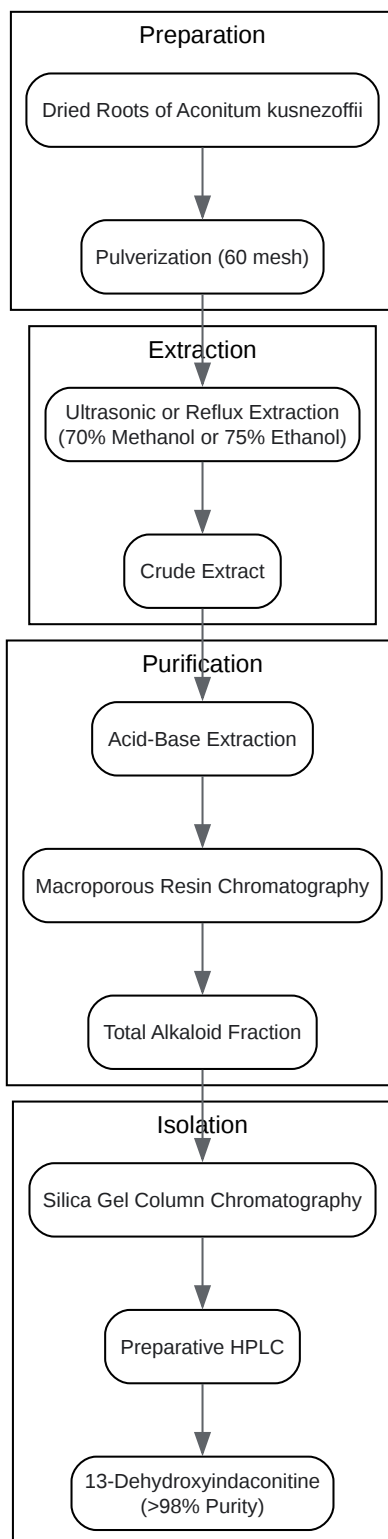 Preparation
Dried Roots of Aconitum kusnezoffii
Pulverization (60 mesh)
Extraction
Ultrasonic or Reflux Extraction
(70% Methanol or 75% Ethanol)
Crude Extract
Purification
Acid-Base Extraction
Macroporous Resin Chromatography
Total Alkaloid Fraction
Isolation
Silica Gel Column Chromatography
Preparative HPLC
13-Dehydroxyindaconitine
(>98% Purity)